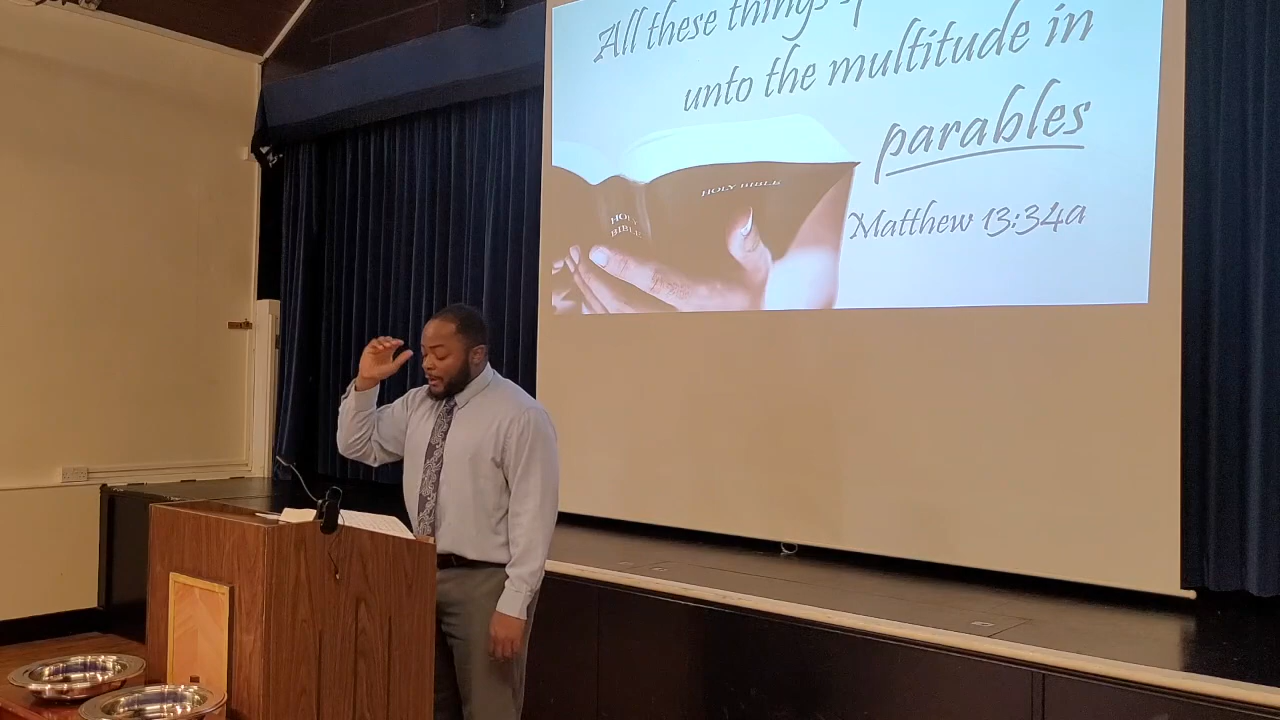 All these things
unto the multitude in
parables
Matthew 13:34a
HOLY BIBLE
HOLY
BIBLE